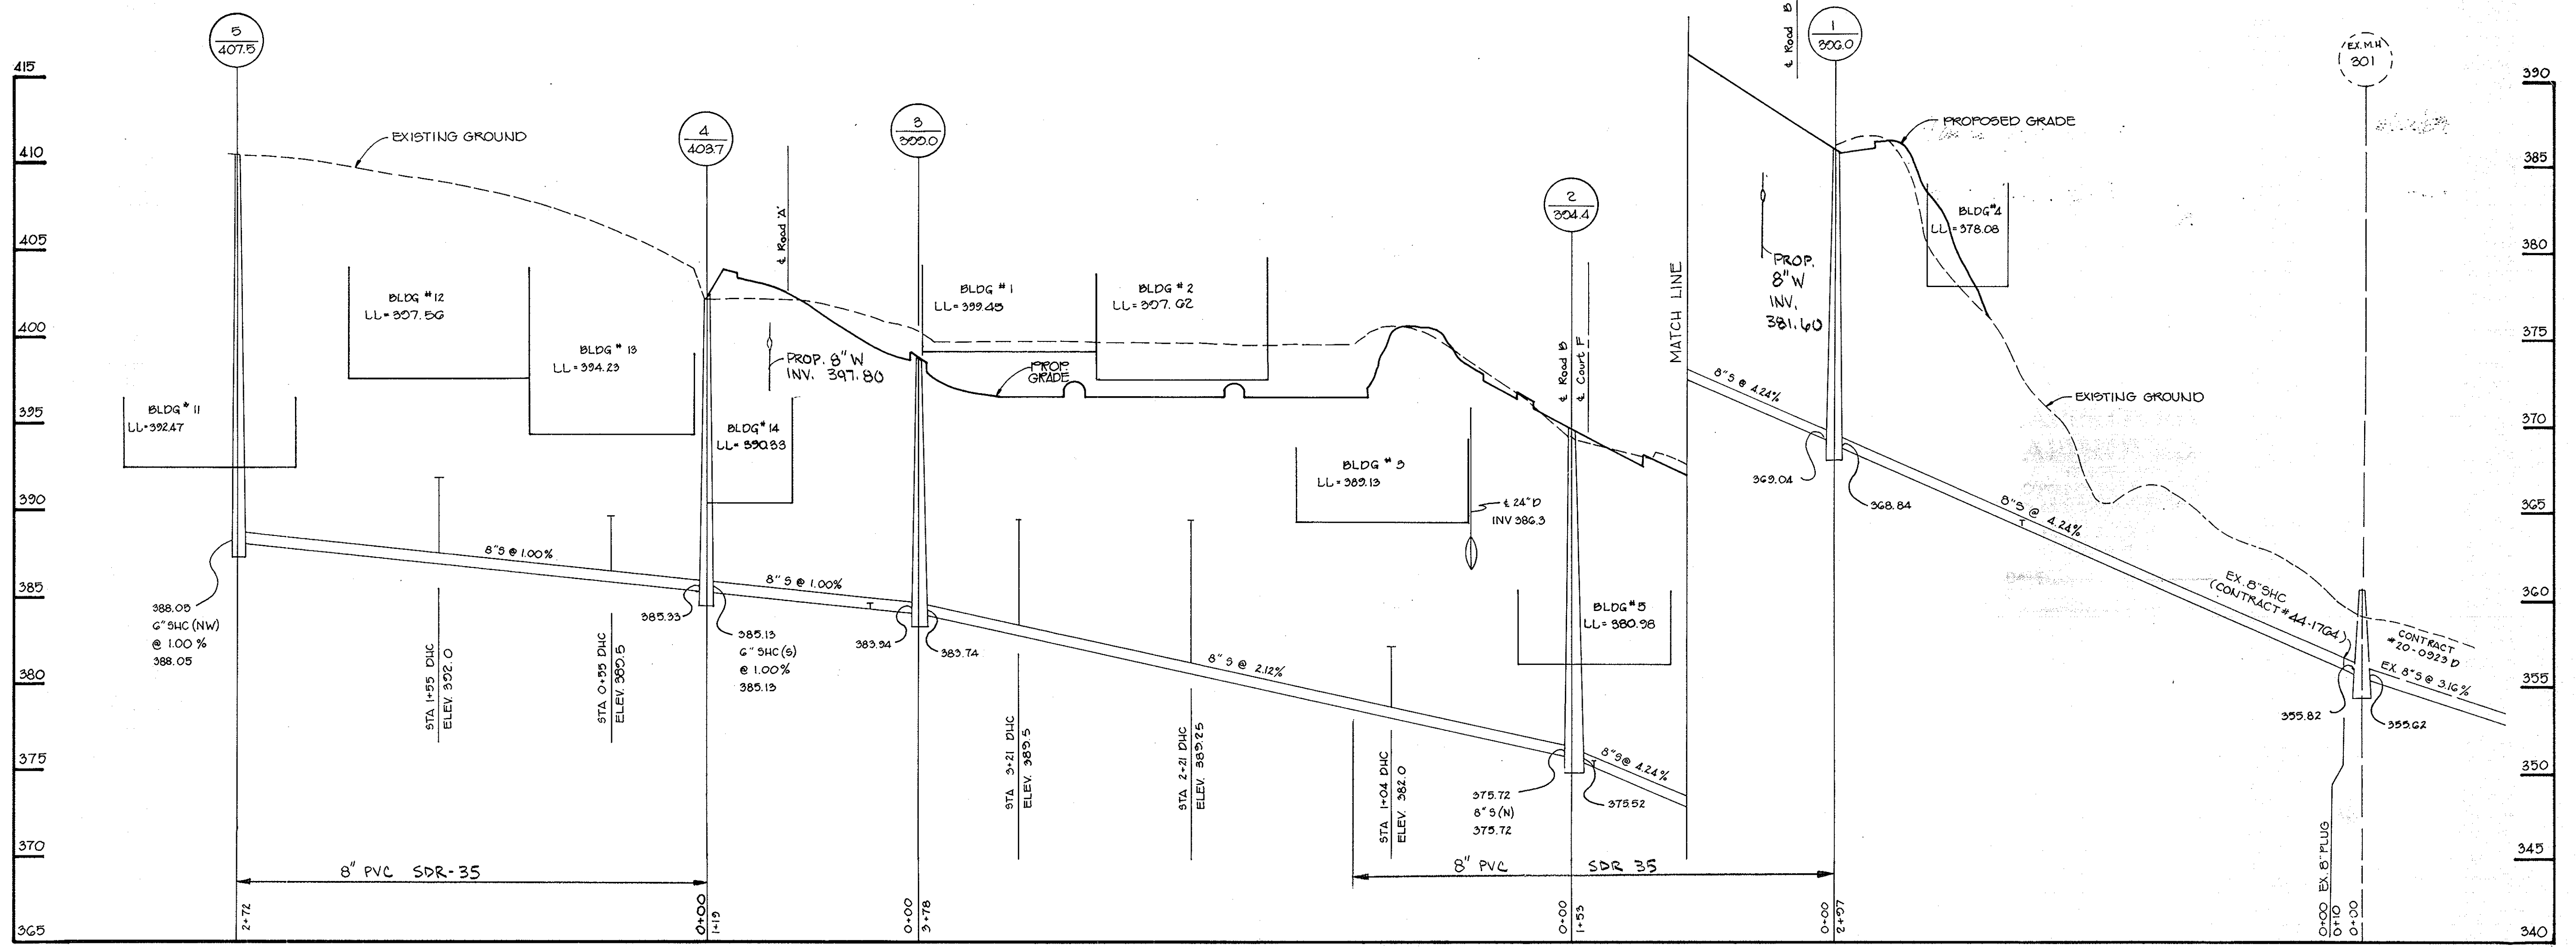 5
407.5
4
403.7
3
399.0
2
394.4
1
396.0
EX. M.H
301
415
410
405
400
395
390
385
380
375
370
365
390
385
380
375
370
365
360
355
350
345
340
EXISTING GROUND
BLDG #12
LL= 397.56
BLDG # 13
LL= 394.23
BLDG # 11
LL=392.47
BLDG# 14
LL= 390.33
℄ Road 'A'
PROP. 8" W
INV. 397.80
BLDG # 1
LL= 399.45
BLDG # 2
LL= 397.62
PROP.
GRADE
BLDG # 3
LL= 389.13
℄ 24" D
INV 386.3
℄ Road B
℄ Court F
MATCH LINE
BLDG #5
LL= 380.98
℄ Road B
PROP.
8" W
INV.
381.60
PROPOSED GRADE
BLDG #4
LL = 378.08
EXISTING GROUND
8" S @ 1.00%
8" S @ 1.00%
8" S @ 2.12%
8" S @ 4.24%
8" S @ 4.24%
8" S @ 4.24%
388.05
6" SHC (NW)
@ 1.00 %
388.05
STA 1+55 DHC
ELEV. 392.0
STA 0+55 DHC
ELEV. 389.5
385.33
385.13
6" SHC (S)
@ 1.00%
385.13
383.94
383.74
STA 3+21 DHC
ELEV. 389.5
STA 2+21 DHC
ELEV. 389.25
STA 1+04 DHC
ELEV. 382.0
375.72
8" S (N)
375.72
375.52
369.04
368.84
EX. 8" SHC
(CONTRACT #44-1764)
CONTRACT
#20-0923 D
EX. 8" S @ 3.16%
355.82
355.62
8" PVC SDR-35
8" PVC SDR 35
2+72
0+00
1+19
0+00
3+78
0+00
1+53
0+00
2+97
0+00 EX. 8" PLUG
0+10
0+00